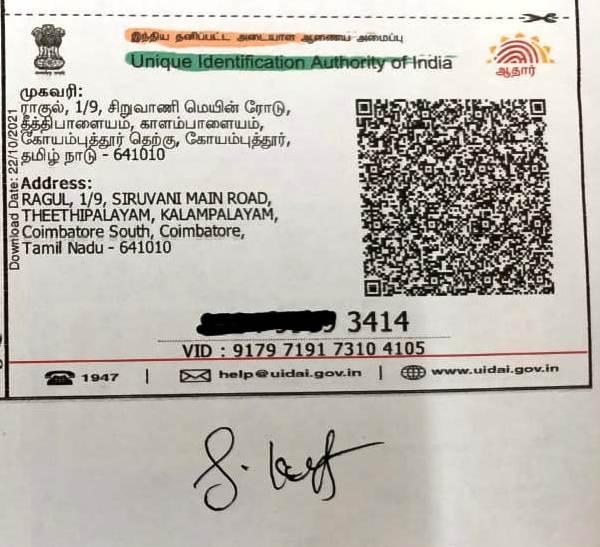 இந்திய தனிப்பட்ட அடையாள ஆணைய அமைப்பு
Unique Identification Authority of India
ஆதார்
முகவரி:
ராகுல், 1/9, சிறுவாணி மெயின் ரோடு,
தீத்திபாளையம், காளம்பாளையம்,
கோயம்புத்தூர் தெற்கு, கோயம்புத்தூர்,
தமிழ் நாடு - 641010
Address:
RAGUL, 1/9, SIRUVANI MAIN ROAD,
THEETHIPALAYAM, KALAMPALAYAM,
Coimbatore South, Coimbatore,
Tamil Nadu - 641010
Download Date: 22/10/2021
3414
VID : 9179 7191 7310 4105
1947 | help@uidai.gov.in | www.uidai.gov.in